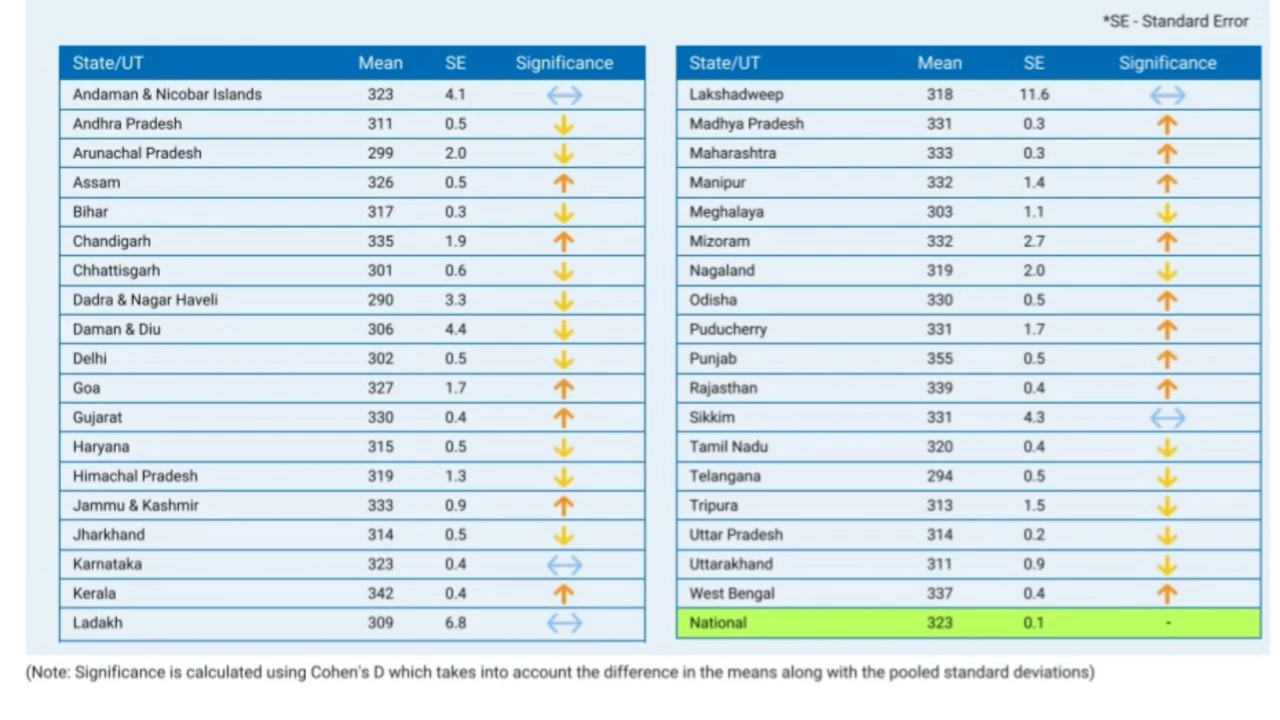 *SE - Standard Error
State/UT Mean SE Significance
Andaman & Nicobar Islands 323 4.1 ↔
Andhra Pradesh 311 0.5 ↓
Arunachal Pradesh 299 2.0 ↓
Assam 326 0.5 ↑
Bihar 317 0.3 ↓
Chandigarh 335 1.9 ↑
Chhattisgarh 301 0.6 ↓
Dadra & Nagar Haveli 290 3.3 ↓
Daman & Diu 306 4.4 ↓
Delhi 302 0.5 ↓
Goa 327 1.7 ↑
Gujarat 330 0.4 ↑
Haryana 315 0.5 ↓
Himachal Pradesh 319 1.3 ↓
Jammu & Kashmir 333 0.9 ↑
Jharkhand 314 0.5 ↓
Karnataka 323 0.4 ↔
Kerala 342 0.4 ↑
Ladakh 309 6.8 ↔
State/UT Mean SE Significance
Lakshadweep 318 11.6 ↔
Madhya Pradesh 331 0.3 ↑
Maharashtra 333 0.3 ↑
Manipur 332 1.4 ↑
Meghalaya 303 1.1 ↓
Mizoram 332 2.7 ↑
Nagaland 319 2.0 ↓
Odisha 330 0.5 ↑
Puducherry 331 1.7 ↑
Punjab 355 0.5 ↑
Rajasthan 339 0.4 ↑
Sikkim 331 4.3 ↔
Tamil Nadu 320 0.4 ↓
Telangana 294 0.5 ↓
Tripura 313 1.5 ↓
Uttar Pradesh 314 0.2 ↓
Uttarakhand 311 0.9 ↓
West Bengal 337 0.4 ↑
National 323 0.1 -
(Note: Significance is calculated using Cohen's D which takes into account the difference in the means along with the pooled standard deviations)